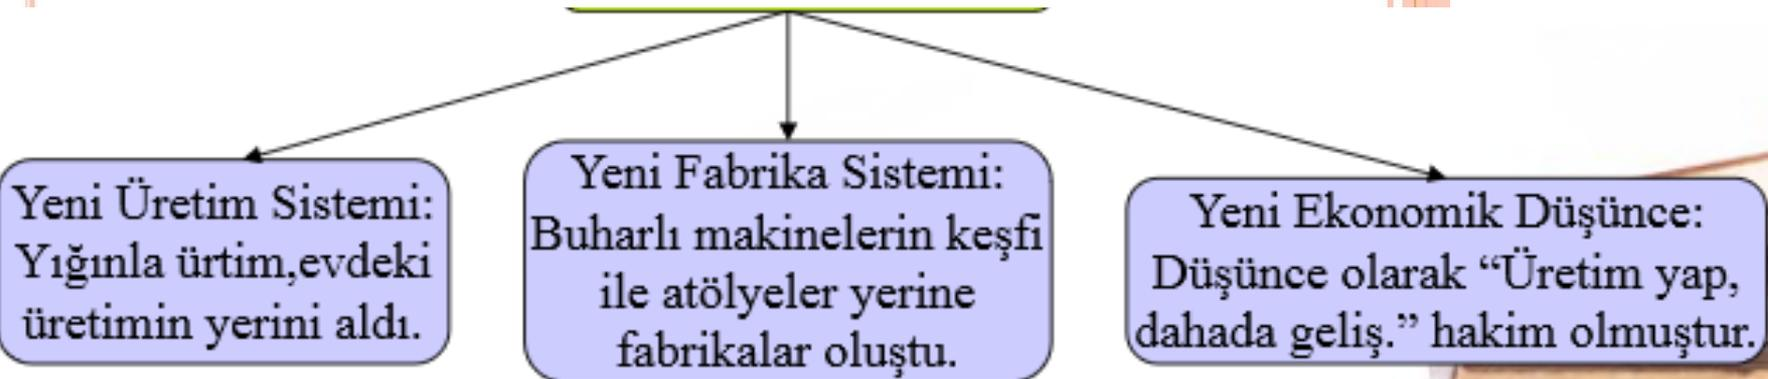 Yeni Üretim Sistemi:
Yığınla ürtim,evdeki
üretimin yerini aldı.
Yeni Fabrika Sistemi:
Buharlı makinelerin keşfi
ile atölyeler yerine
fabrikalar oluştu.
Yeni Ekonomik Düşünce:
Düşünce olarak “Üretim yap,
dahada geliş.” hakim olmuştur.